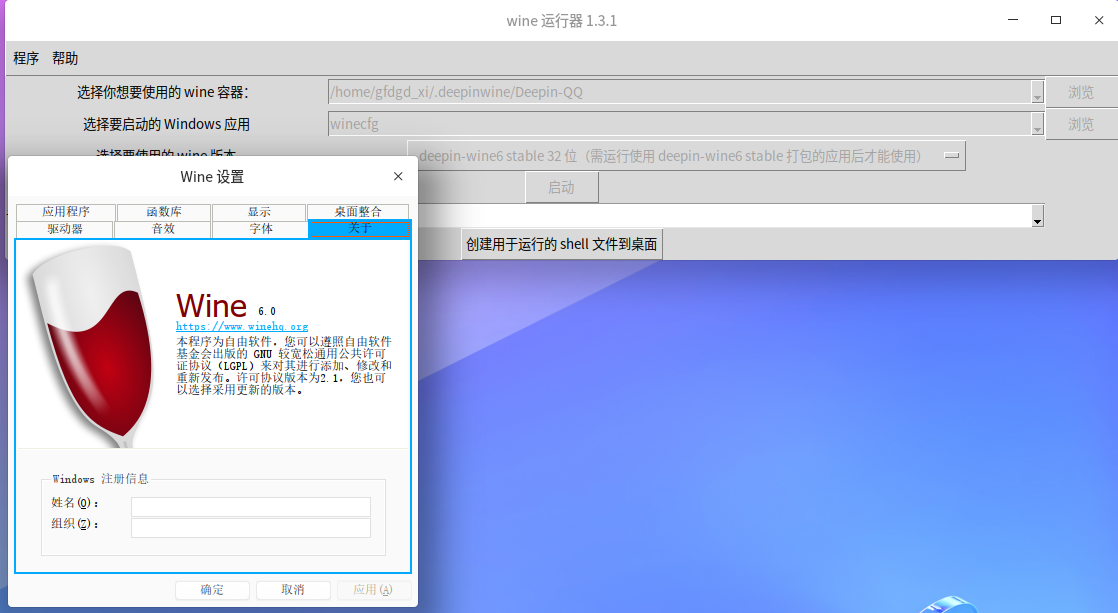 wine 运行器 1.3.1
程序 帮助
选择你想要使用的 wine 容器：
/home/gfdgd_xi/.deepinwine/Deepin-QQ
浏览
选择要启动的 Windows 应用
winecfg
浏览
选择要使用的 wine 版本
deepin-wine6 stable 32 位（需运行使用 deepin-wine6 stable 打包的应用后才能使用）
启动
创建用于运行的 shell 文件到桌面
Wine 设置
应用程序 函数库 显示 桌面整合
驱动器 音效 字体 关于
Wine 6.0
https://www.winehq.org
本程序为自由软件，您可以遵照自由软件
基金会出版的 GNU 较宽松通用公共许可
证协议（LGPL）来对其进行添加、修改和
重新发布。许可协议版本为2.1，您也可
以选择采用更新的版本。
Windows 注册信息
姓名(O)：
组织(Z)：
确定 取消 应用(A)